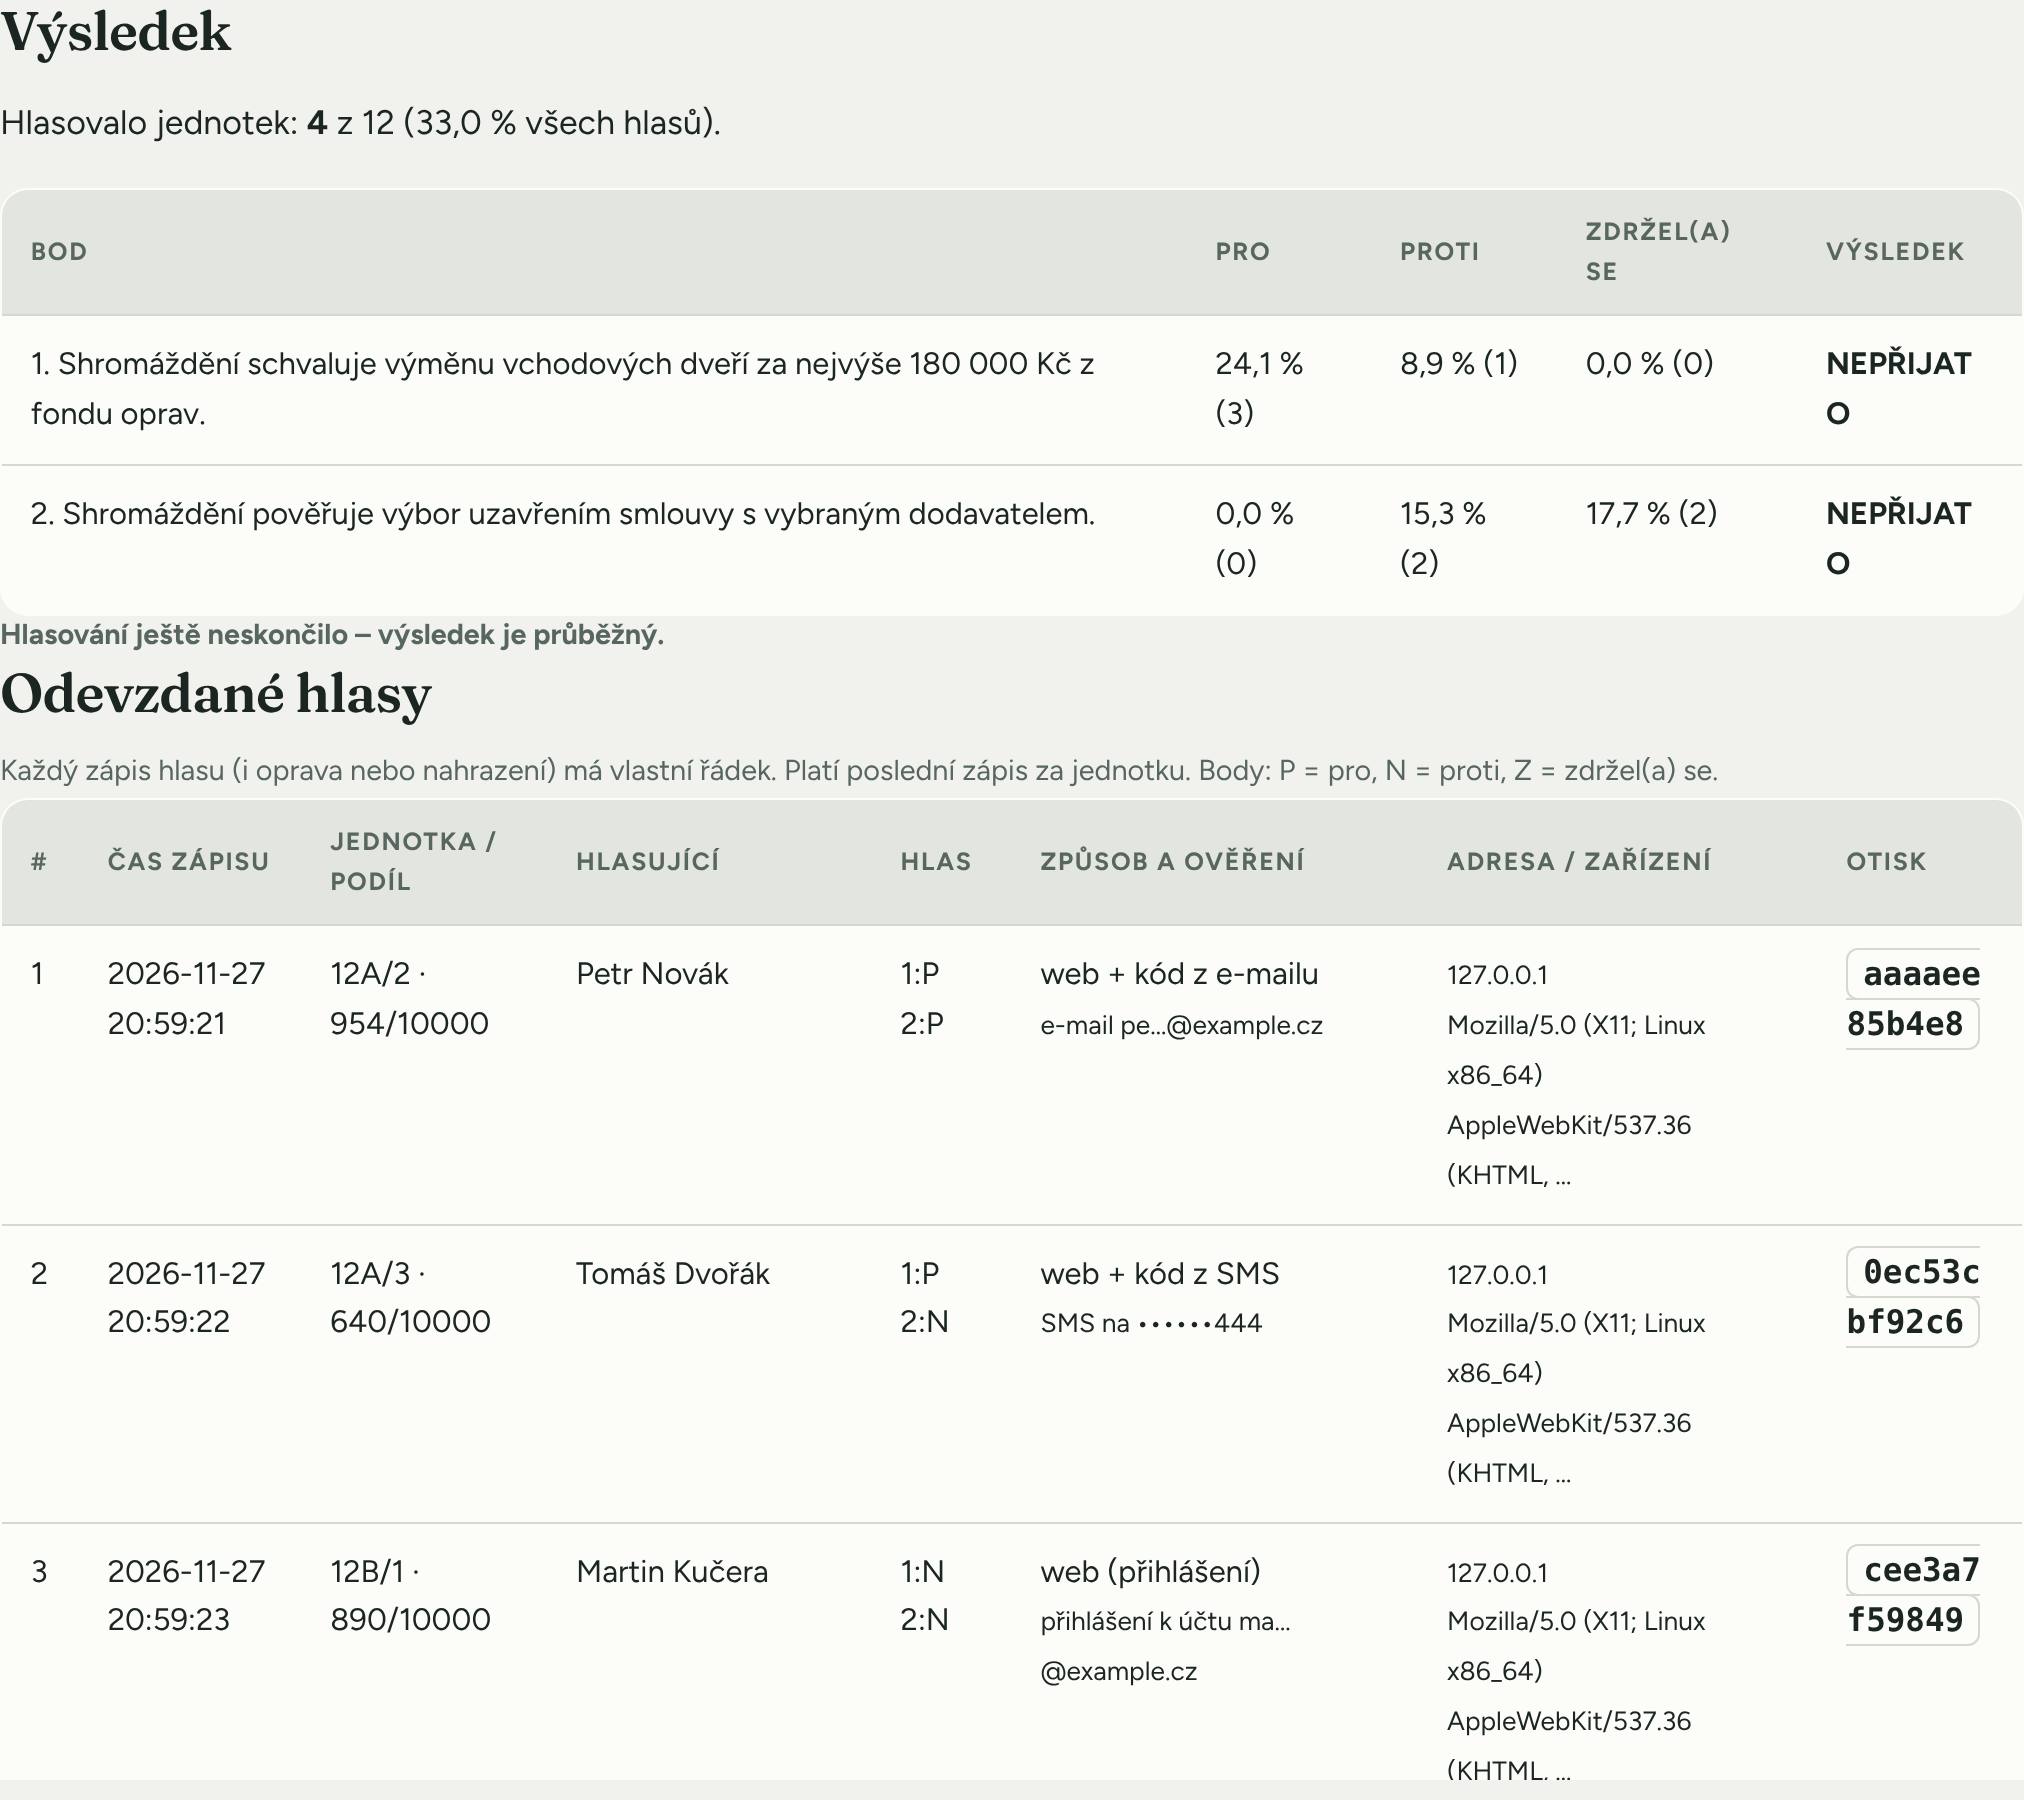 Výsledek
Hlasovalo jednotek: 4 z 12 (33,0 % všech hlasů).
BOD PRO PROTI ZDRŽEL(A) SE VÝSLEDEK
1. Shromáždění schvaluje výměnu vchodových dveří za nejvýše 180 000 Kč z 24,1 % 8,9 % (1) 0,0 % (0) NEPŘIJAT
fondu oprav. (3) O
2. Shromáždění pověřuje výbor uzavřením smlouvy s vybraným dodavatelem. 0,0 % 15,3 % 17,7 % (2) NEPŘIJAT
(0) (2) O
Hlasování ještě neskončilo – výsledek je průběžný.
Odevzdané hlasy
Každý zápis hlasu (i oprava nebo nahrazení) má vlastní řádek. Platí poslední zápis za jednotku. Body: P = pro, N = proti, Z = zdržel(a) se.
# ČAS ZÁPISU JEDNOTKA / PODÍL HLASUJÍCÍ HLAS ZPŮSOB A OVĚŘENÍ ADRESA / ZAŘÍZENÍ OTISK
1 2026-11-27 12A/2 · Petr Novák 1:P web + kód z e-mailu 127.0.0.1 aaaaee
20:59:21 954/10000 2:P e-mail pe…@example.cz Mozilla/5.0 (X11; Linux 85b4e8
x86_64)
AppleWebKit/537.36
(KHTML, …
2 2026-11-27 12A/3 · Tomáš Dvořák 1:P web + kód z SMS 127.0.0.1 0ec53c
20:59:22 640/10000 2:N SMS na ••••••444 Mozilla/5.0 (X11; Linux bf92c6
x86_64)
AppleWebKit/537.36
(KHTML, …
3 2026-11-27 12B/1 · Martin Kučera 1:N web (přihlášení) 127.0.0.1 cee3a7
20:59:23 890/10000 2:N přihlášení k účtu ma… Mozilla/5.0 (X11; Linux f59849
@example.cz x86_64)
AppleWebKit/537.36
(KHTML, …